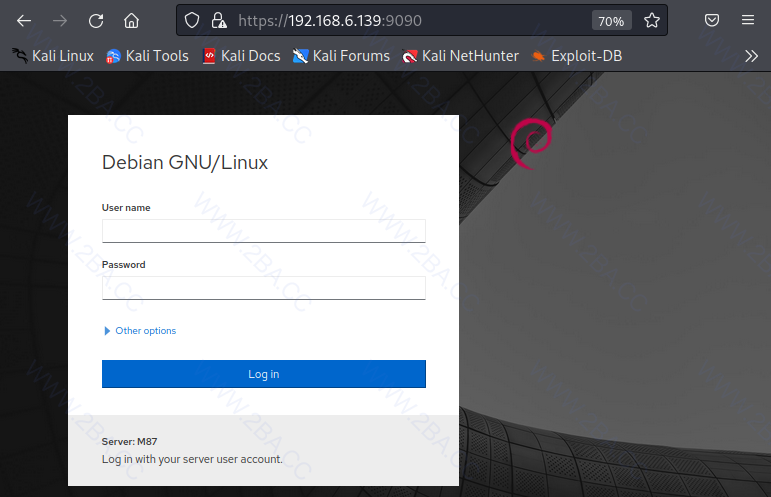 https://192.168.6.139:9090
70%
Kali Linux Kali Tools Kali Docs Kali Forums Kali NetHunter Exploit-DB
Debian GNU/Linux
User name
Password
Other options
Log in
Server: M87
Log in with your server user account.
WWW.2BA.CC